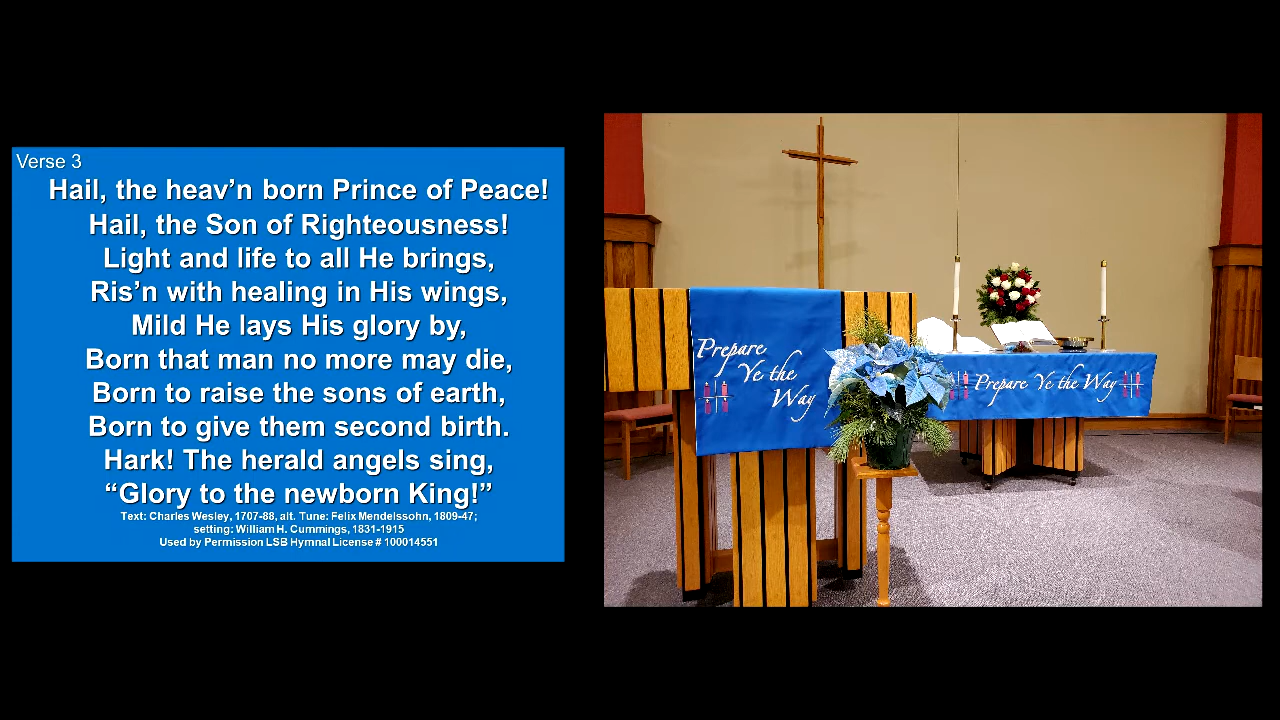 Verse 3
Hail, the heav’n born Prince of Peace!
Hail, the Son of Righteousness!
Light and life to all He brings,
Ris’n with healing in His wings,
Mild He lays His glory by,
Born that man no more may die,
Born to raise the sons of earth,
Born to give them second birth.
Hark! The herald angels sing,
“Glory to the newborn King!”
Text: Charles Wesley, 1707-88, alt. Tune: Felix Mendelssohn, 1809-47;
setting: William H. Cummings, 1831-1915
Used by Permission LSB Hymnal License # 100014551
Prepare
Ye the
Way
Prepare Ye the Way